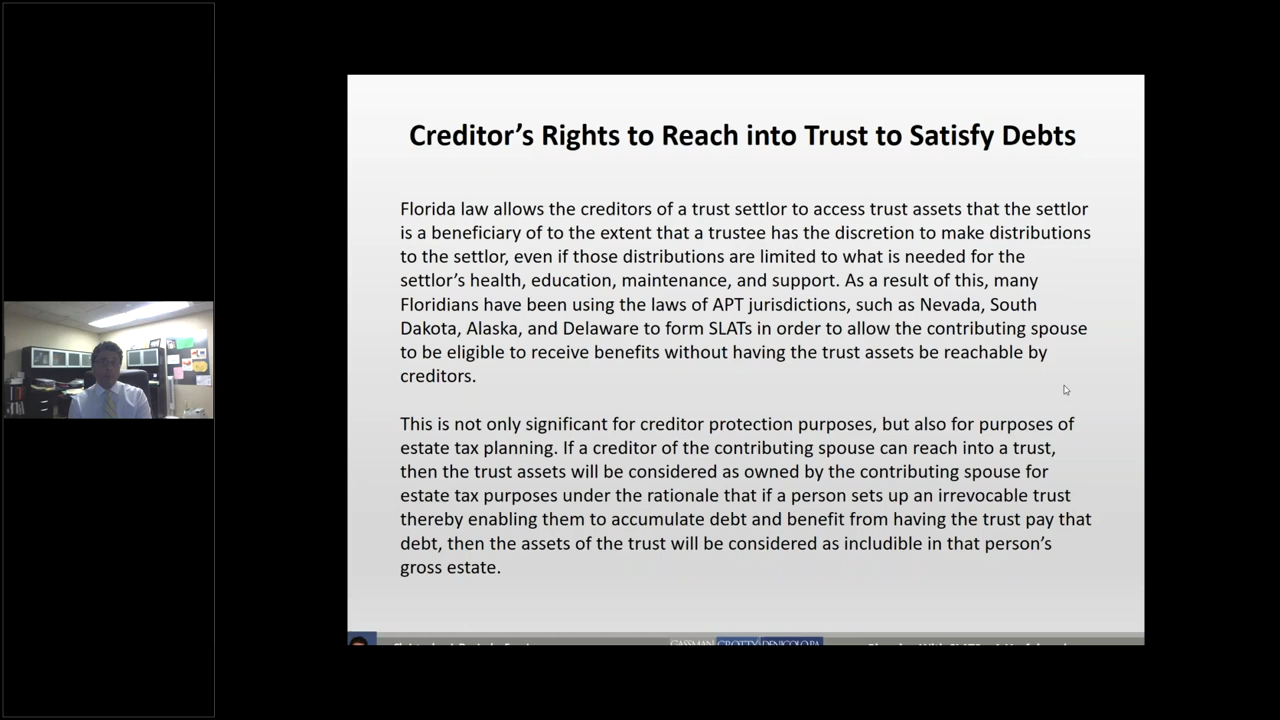 Creditor's Rights to Reach into Trust to Satisfy Debts
Florida law allows the creditors of a trust settlor to access trust assets that the settlor
is a beneficiary of to the extent that a trustee has the discretion to make distributions
to the settlor, even if those distributions are limited to what is needed for the
settlor's health, education, maintenance, and support. As a result of this, many
Floridians have been using the laws of APT jurisdictions, such as Nevada, South
Dakota, Alaska, and Delaware to form SLATs in order to allow the contributing spouse
to be eligible to receive benefits without having the trust assets be reachable by
creditors.
This is not only significant for creditor protection purposes, but also for purposes of
estate tax planning. If a creditor of the contributing spouse can reach into a trust,
then the trust assets will be considered as owned by the contributing spouse for
estate tax purposes under the rationale that if a person sets up an irrevocable trust
thereby enabling them to accumulate debt and benefit from having the trust pay that
debt, then the assets of the trust will be considered as includible in that person's
gross estate.
GASSMAN CROTTY DENICOLO PA